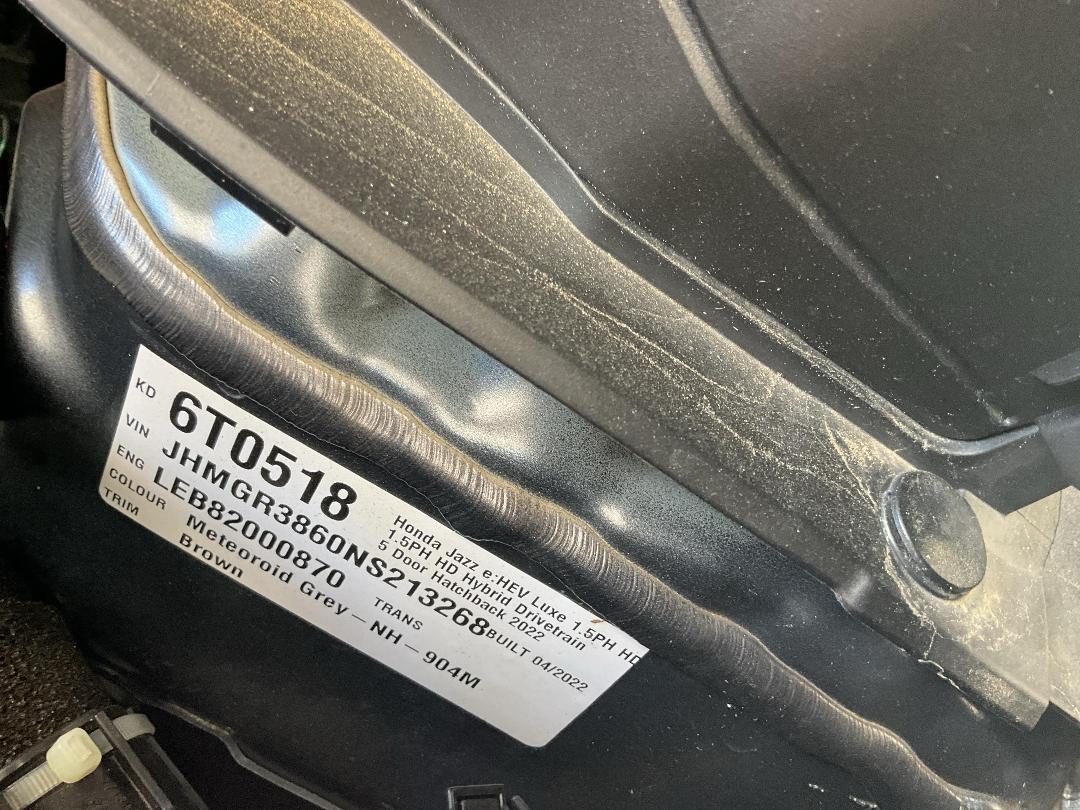 KD 6T0518
Honda Jazz e:HEV Luxe 1.5PH HD
1.5PH HD Hybrid Drivetrain
5 Door Hatchback 2022
VIN JHMGR3860NS213268 BUILT 04/2022
ENG LEB82000870 TRANS
COLOUR Meteoroid Grey – NH – 904M
TRIM Brown